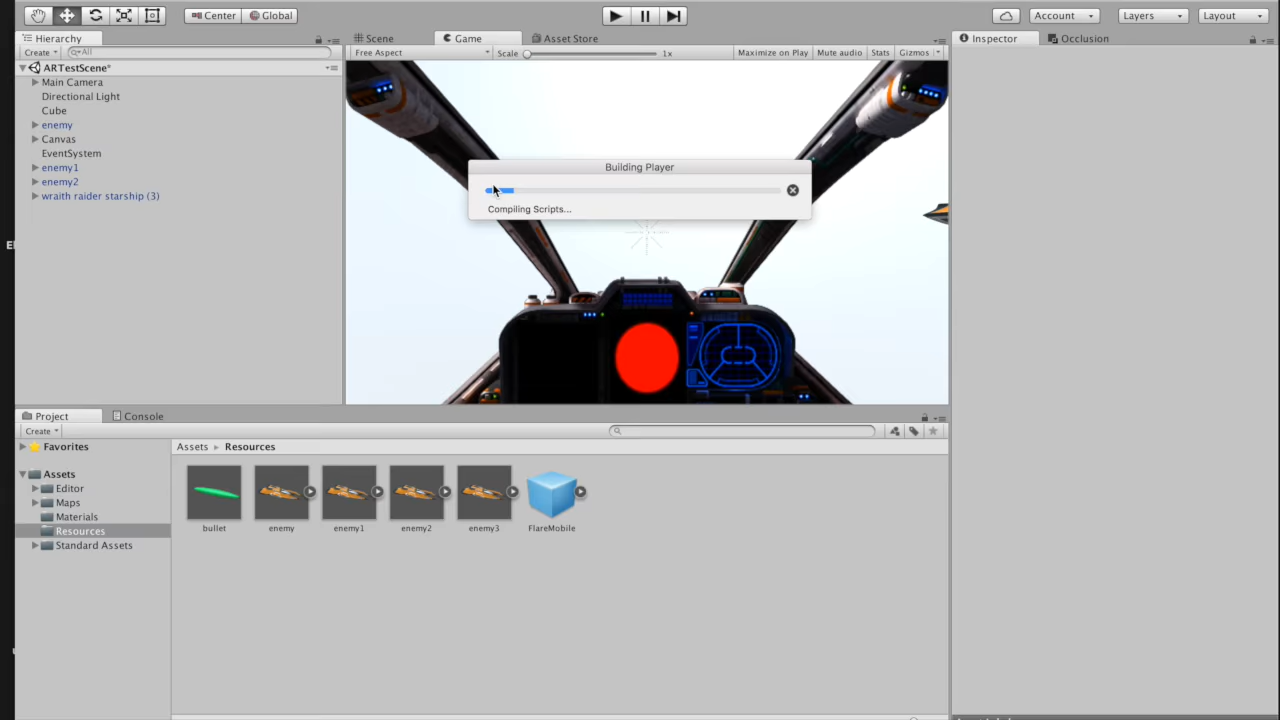 Center Global Account Layers Layout
Hierarchy Scene Game Asset Store Inspector Occlusion
Create All Free Aspect Scale 1x Maximize on Play Mute audio Stats Gizmos
ARTestScene*
Main Camera
Directional Light
Cube
enemy
Canvas
EventSystem
enemy1
enemy2
wraith raider starship (3)
Building Player
Compiling Scripts...
Project Console
Create
Favorites
Assets Resources
Assets
Editor
Maps
Materials
Resources
Standard Assets
bullet enemy enemy1 enemy2 enemy3 FlareMobile